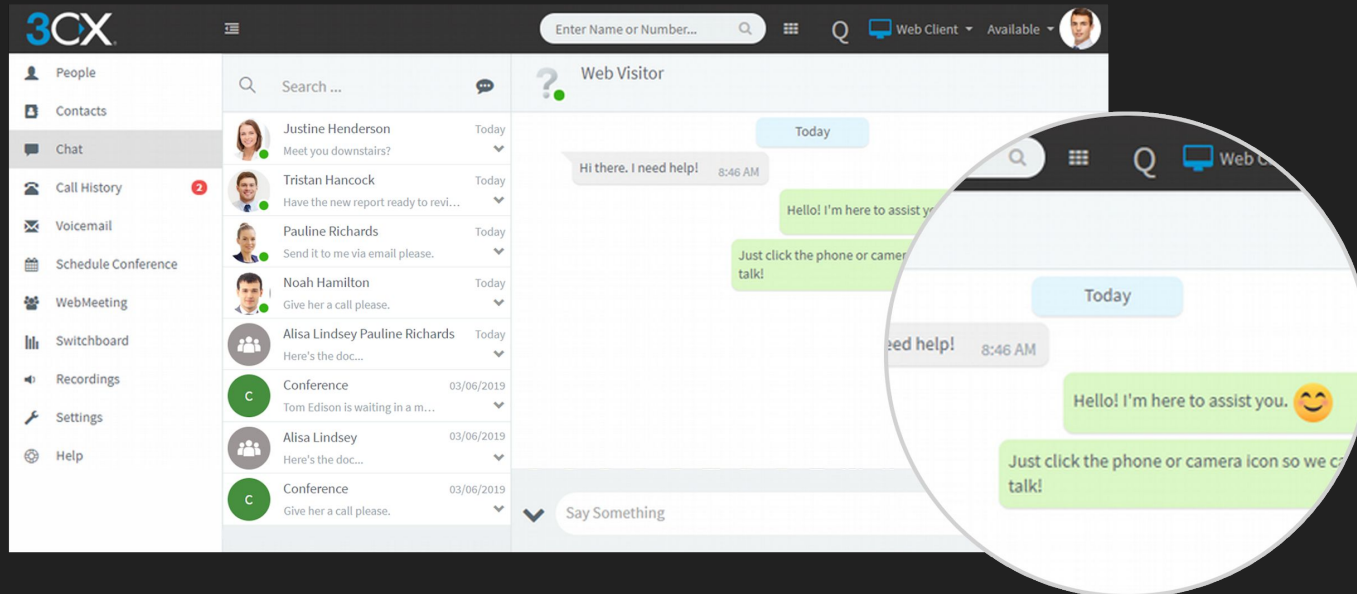 3CX
Enter Name or Number...
Q
Web Client
Available
People
Contacts
Chat
Call History
2
Voicemail
Schedule Conference
WebMeeting
Switchboard
Recordings
Settings
Help
Search ...
Justine Henderson Today
Meet you downstairs?
Tristan Hancock Today
Have the new report ready to revi...
Pauline Richards Today
Send it to me via email please.
Noah Hamilton Today
Give her a call please.
Alisa Lindsey Pauline Richards Today
Here's the doc...
C
Conference 03/06/2019
Tom Edison is waiting in a m...
Alisa Lindsey 03/06/2019
Here's the doc...
C
Conference 03/06/2019
Give her a call please.
?
Web Visitor
Today
Hi there. I need help! 8:46 AM
Hello! I'm here to assist
Just click the phone or
talk!
Say Something
Q
Web
Today
need help! 8:46 AM
Hello! I'm here to assist you. 😊
Just click the phone or camera icon so we
talk!